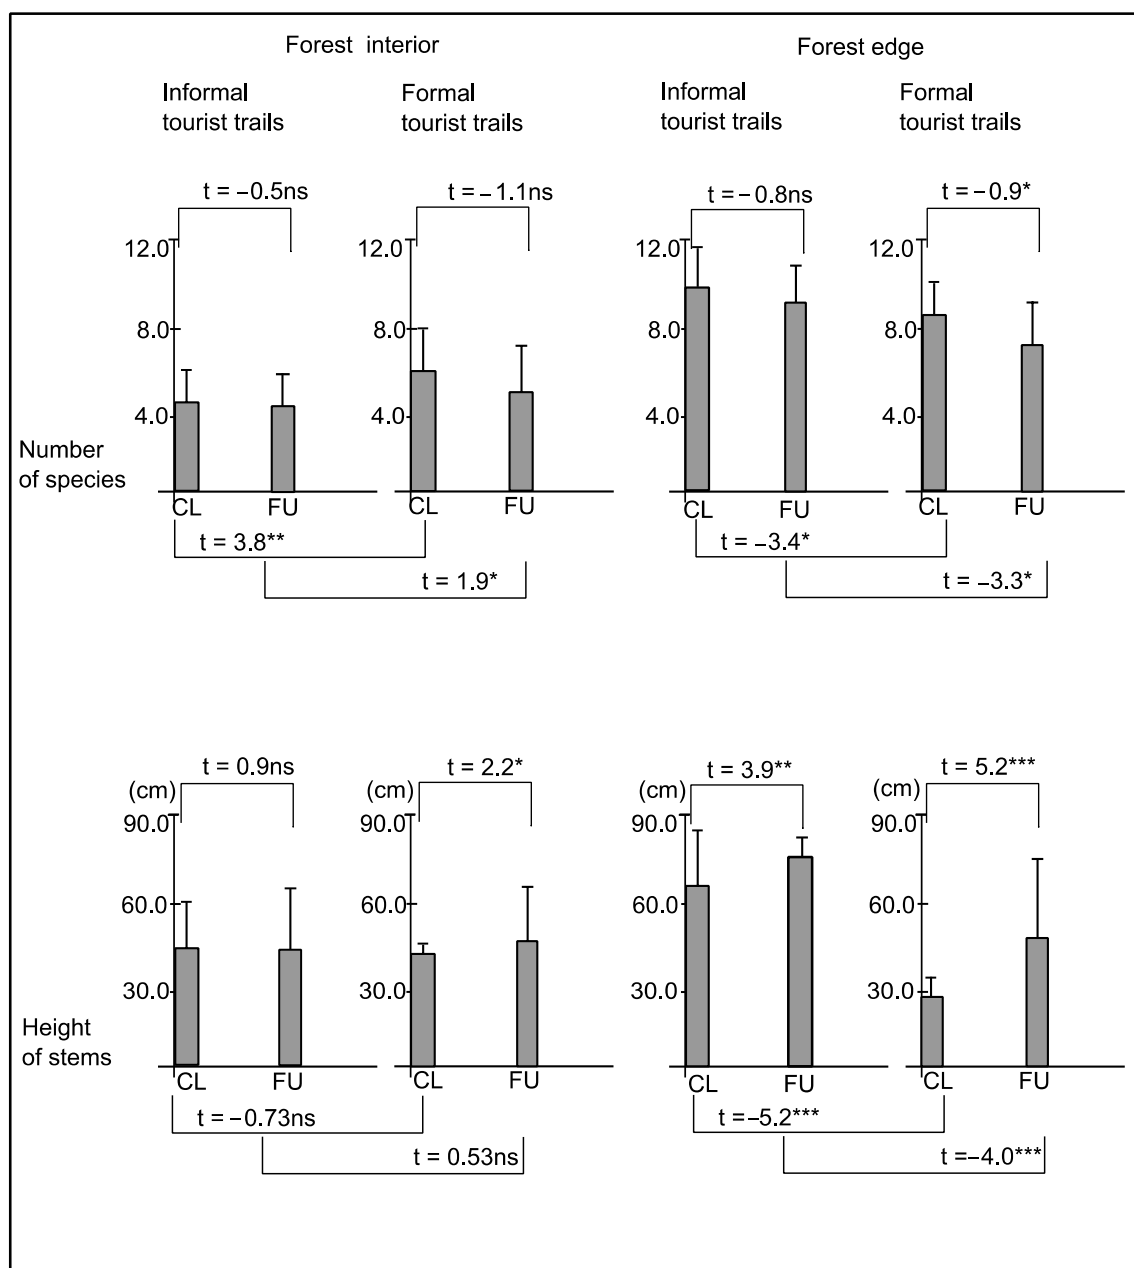 Forest interior
Forest edge
Informal
tourist trails
Formal
tourist trails
Informal
tourist trails
Formal
tourist trails
t = −0.5ns
t = −1.1ns
t = −0.8ns
t = −0.9*
12.0
8.0
4.0
12.0
8.0
4.0
12.0
8.0
4.0
12.0
8.0
4.0
Number
of species
CL FU
CL FU
CL FU
CL FU
t = 3.8**
t = 1.9*
t = −3.4*
t = −3.3*
t = 0.9ns
t = 2.2*
t = 3.9**
t = 5.2***
(cm)
(cm)
(cm)
(cm)
90.0
60.0
30.0
90.0
60.0
30.0
90.0
60.0
30.0
90.0
60.0
30.0
Height
of stems
CL FU
CL FU
CL FU
CL FU
t = −0.73ns
t = 0.53ns
t =−5.2***
t =−4.0***